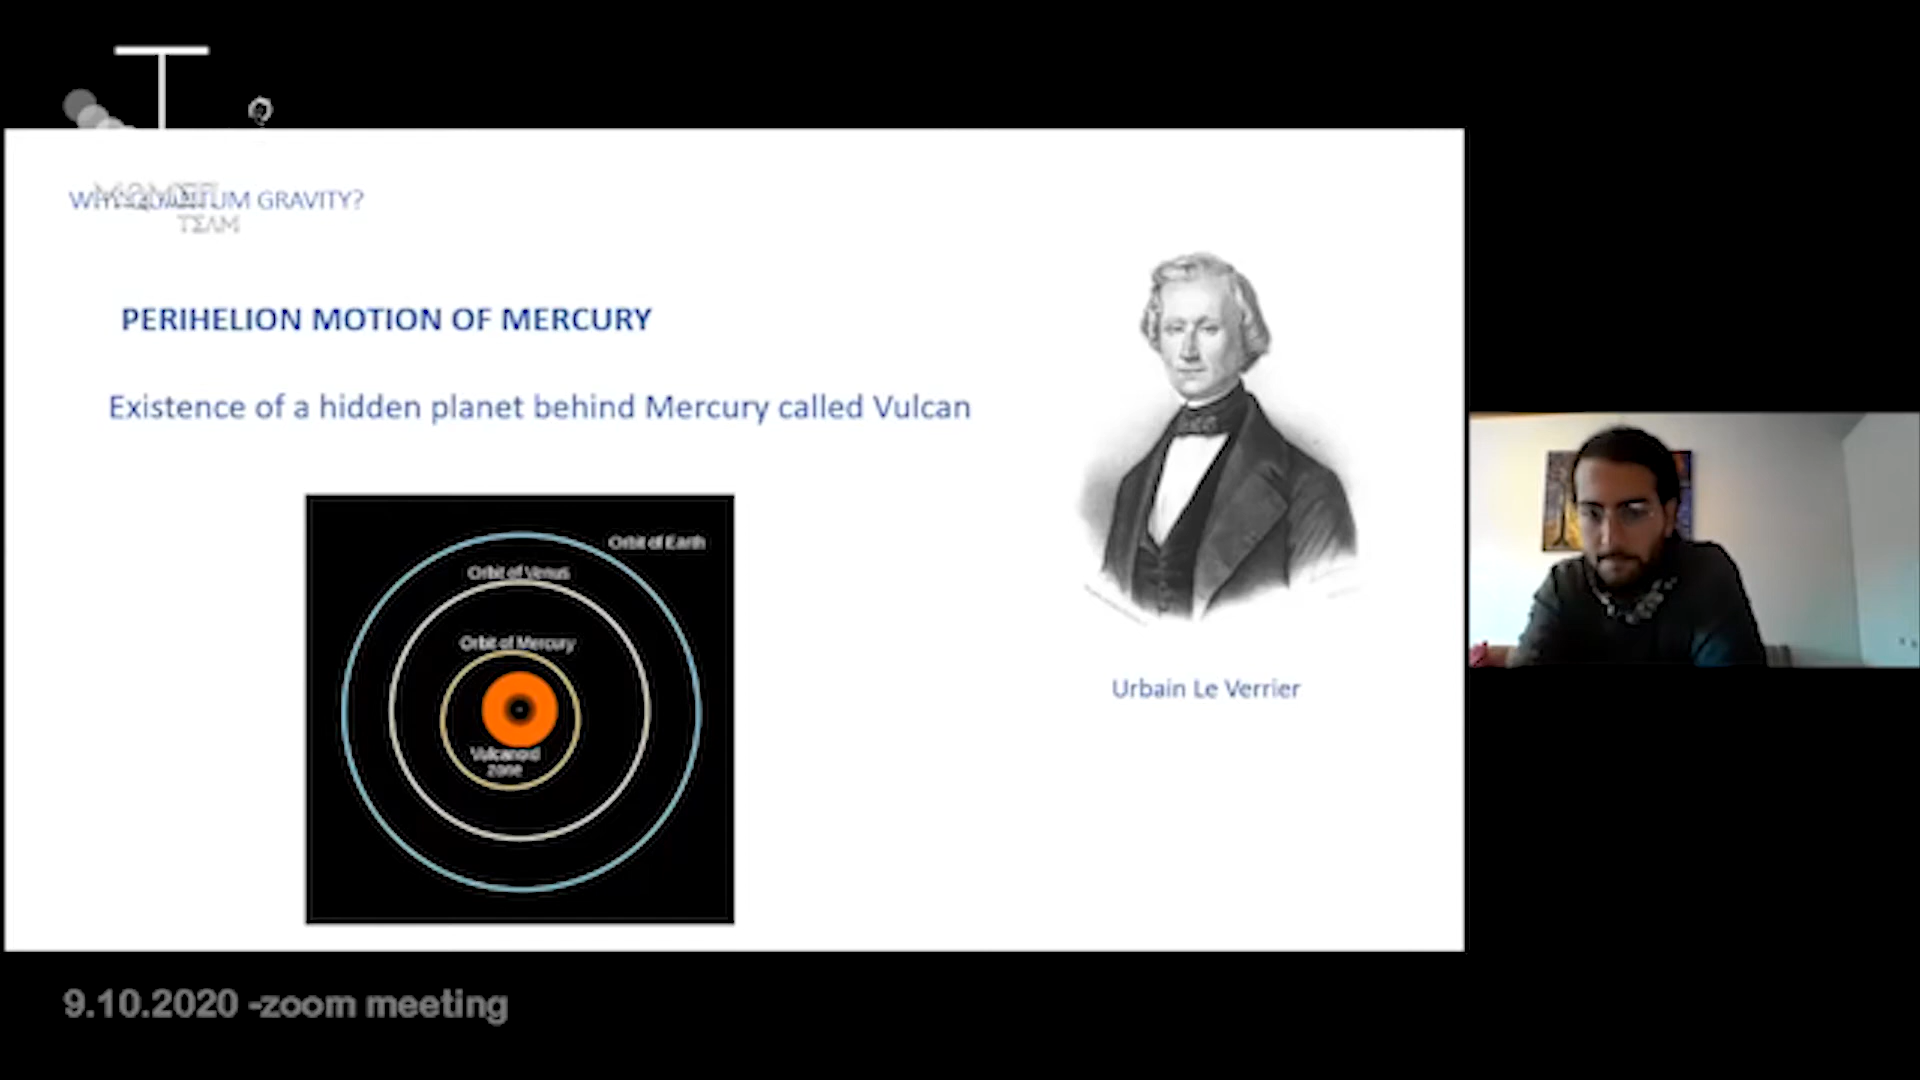 WHY QUANTUM GRAVITY?
TΣΛM
PERIHELION MOTION OF MERCURY
Existence of a hidden planet behind Mercury called Vulcan
Orbit of Earth
Orbit of Venus
Orbit of Mercury
Vulcanoid
zone
Urbain Le Verrier
9.10.2020 -zoom meeting